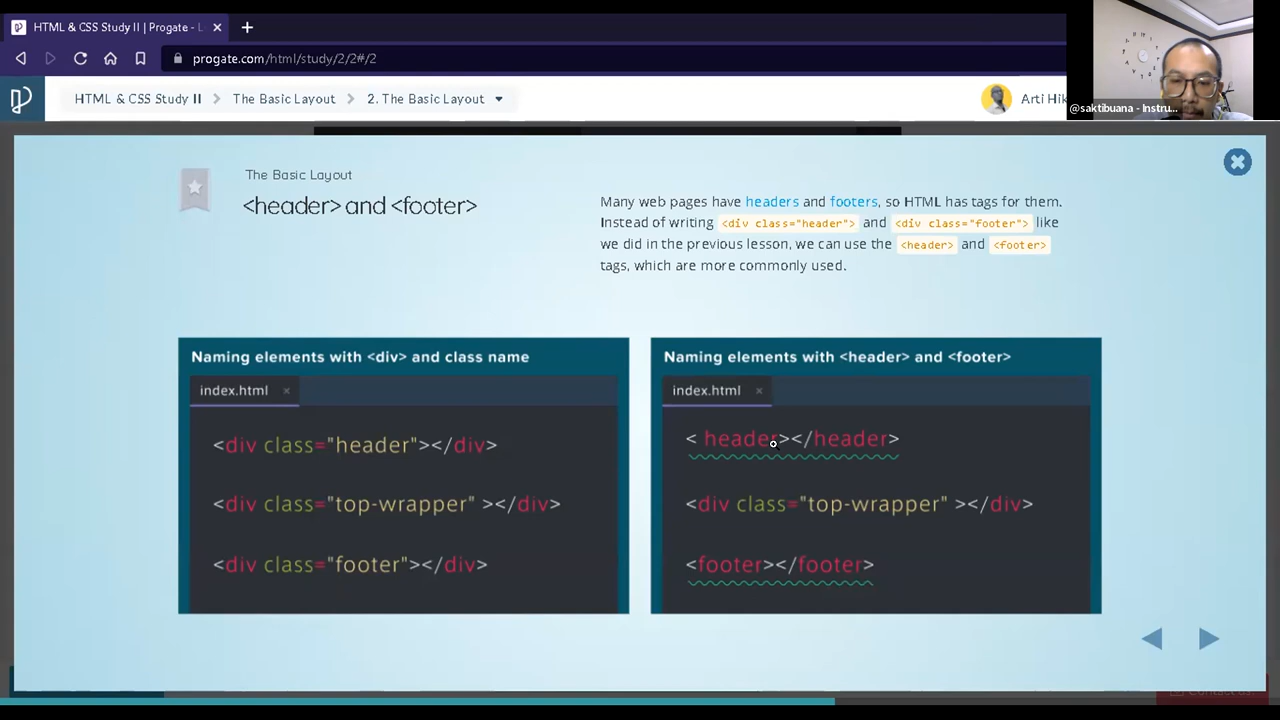 HTML & CSS Study II | Progate - L
progate.com/html/study/2/2#/2
HTML & CSS Study II
The Basic Layout
2. The Basic Layout
Arti Hik
@saktibuana - Instru...
The Basic Layout
<header> and <footer>
Many web pages have headers and footers, so HTML has tags for them.
Instead of writing <div class="header"> and <div class="footer"> like
we did in the previous lesson, we can use the <header> and <footer>
tags, which are more commonly used.
Naming elements with <div> and class name
index.html
<div class="header"></div>
<div class="top-wrapper" ></div>
<div class="footer"></div>
Naming elements with <header> and <footer>
index.html
< header></header>
<div class="top-wrapper" ></div>
<footer></footer>
Contact us!